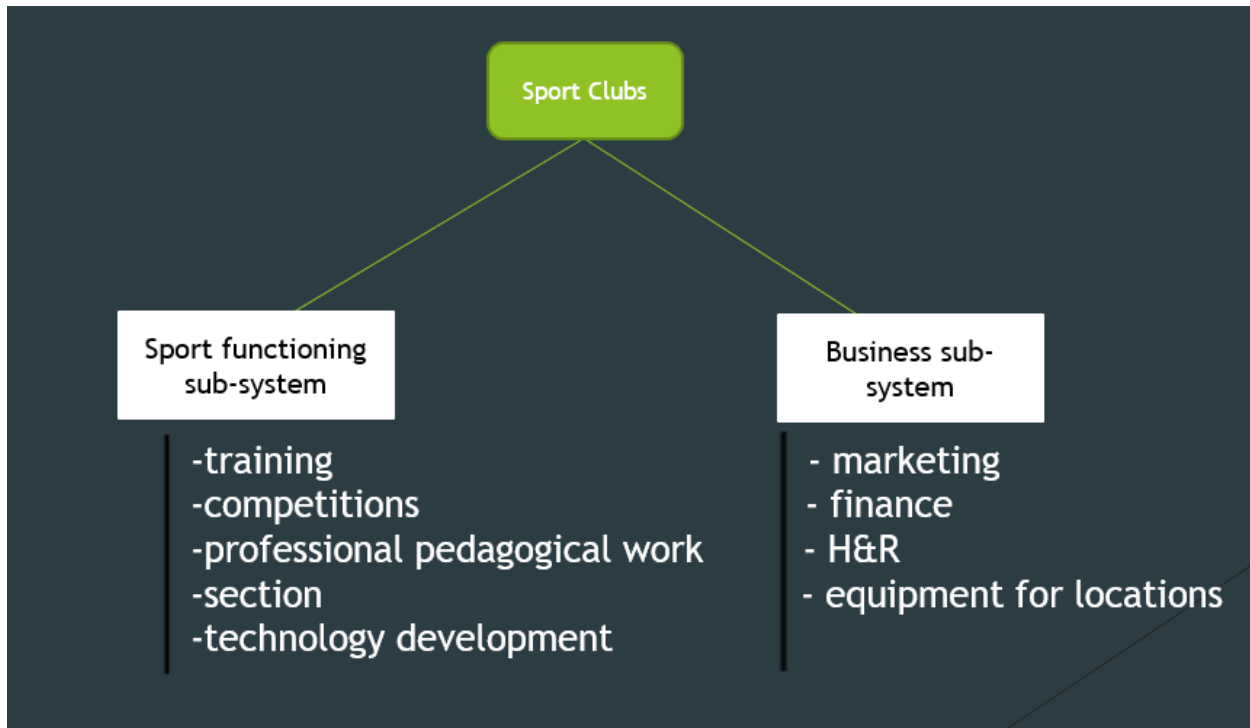 Sport Clubs
Sport functioning
sub-system
-training
-competitions
-professional pedagogical work
-section
-technology development
Business sub-
system
- marketing
- finance
- H&R
- equipment for locations